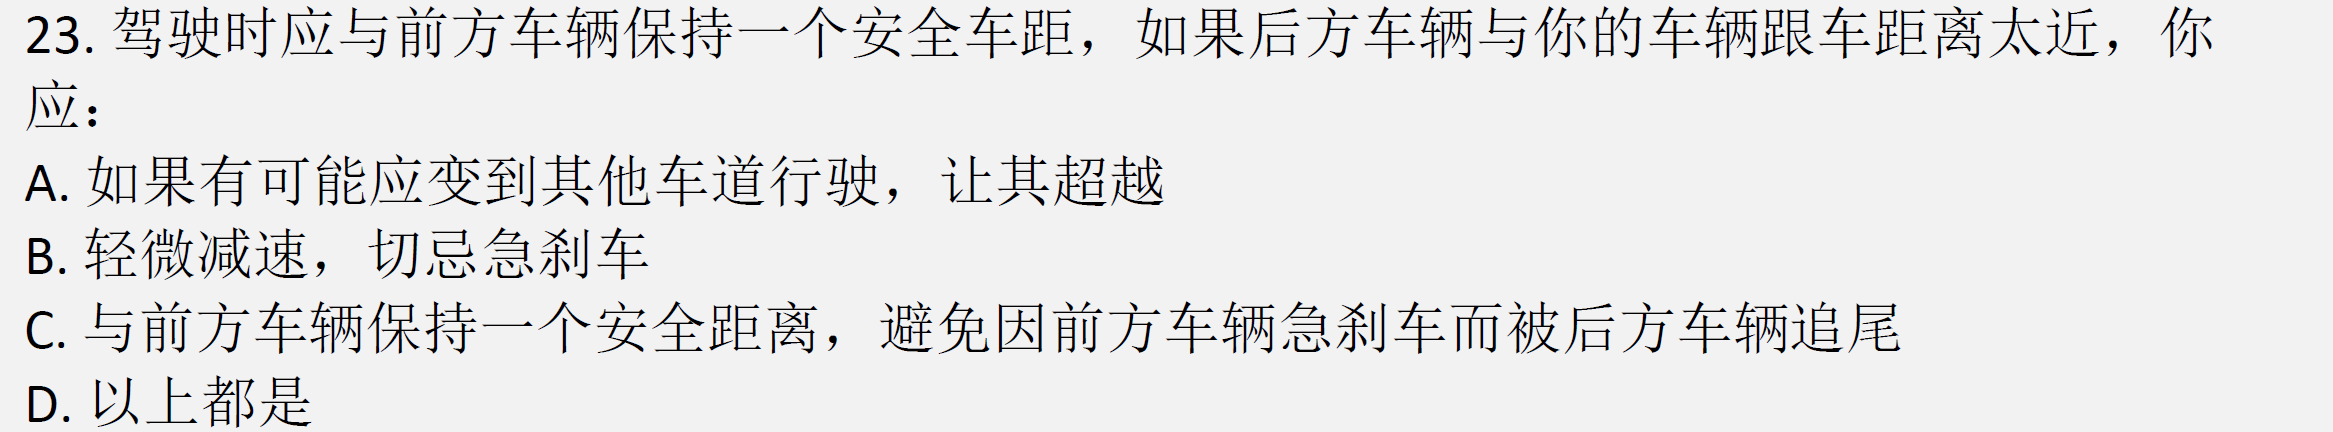 23. 驾驶时应与前方车辆保持一个安全车距，如果后方车辆与你的车辆跟车距离太近，你
应：
A. 如果有可能应变到其他车道行驶，让其超越
B. 轻微减速，切忌急刹车
C. 与前方车辆保持一个安全距离，避免因前方车辆急刹车而被后方车辆追尾
D. 以上都是